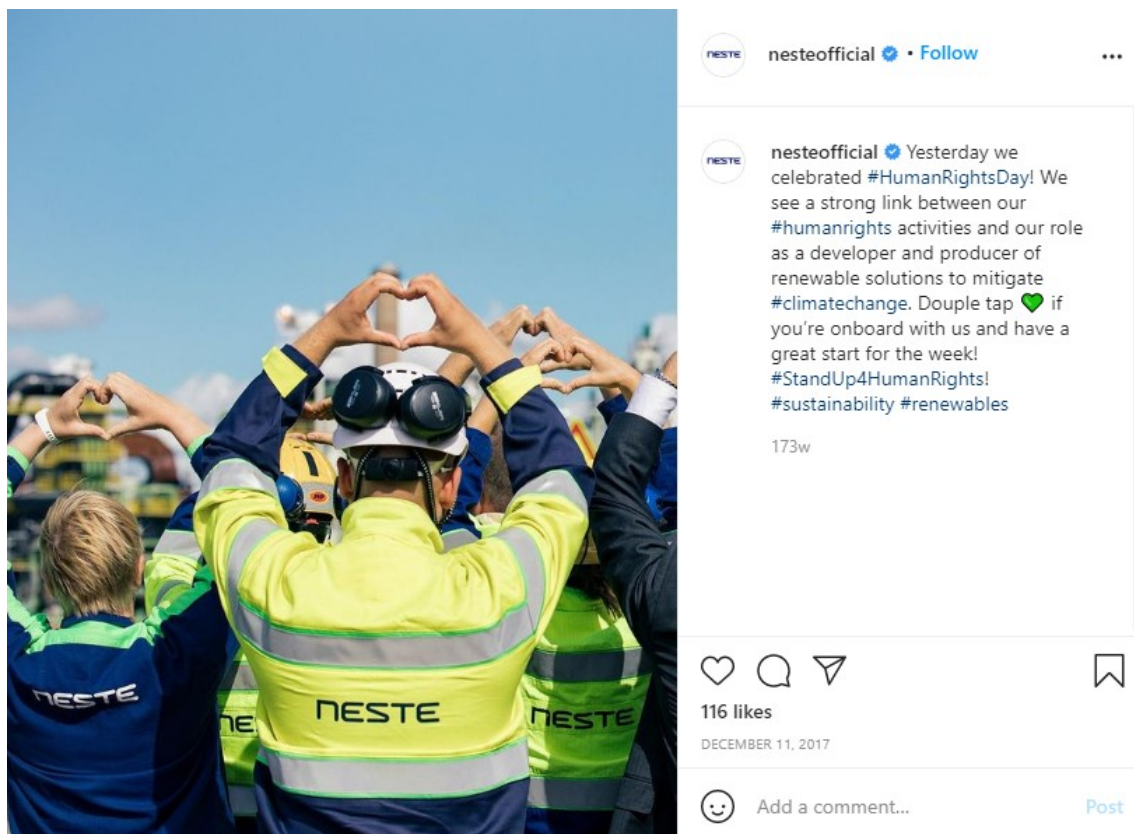 NESTE
nesteofficial • Follow
NESTE
nesteofficial Yesterday we
celebrated #HumanRightsDay! We
see a strong link between our
#humanrights activities and our role
as a developer and producer of
renewable solutions to mitigate
#climatechange. Douple tap 💚 if
you're onboard with us and have a
great start for the week!
#StandUp4HumanRights!
#sustainability #renewables
173w
NESTE
NE
NESTE
NESTE
116 likes
DECEMBER 11, 2017
Add a comment... Post